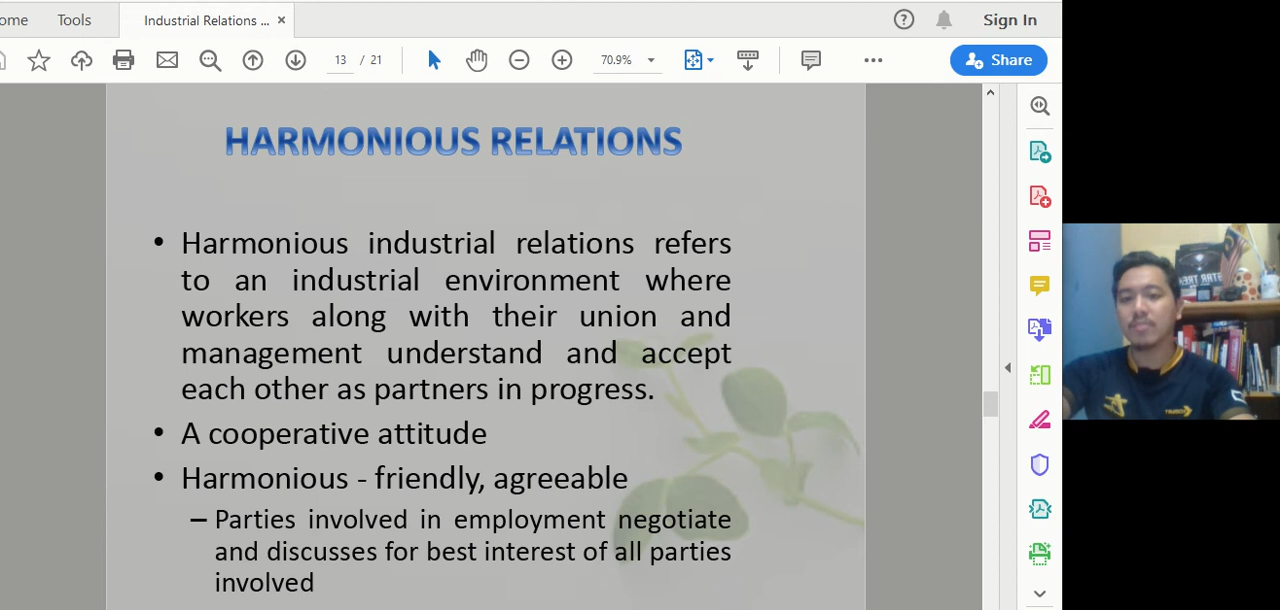 ome Tools Industrial Relations ... × Sign In
13 / 21 70.9% Share
HARMONIOUS RELATIONS
• Harmonious industrial relations refers
to an industrial environment where
workers along with their union and
management understand and accept
each other as partners in progress.
• A cooperative attitude
• Harmonious - friendly, agreeable
– Parties involved in employment negotiate
and discusses for best interest of all parties
involved